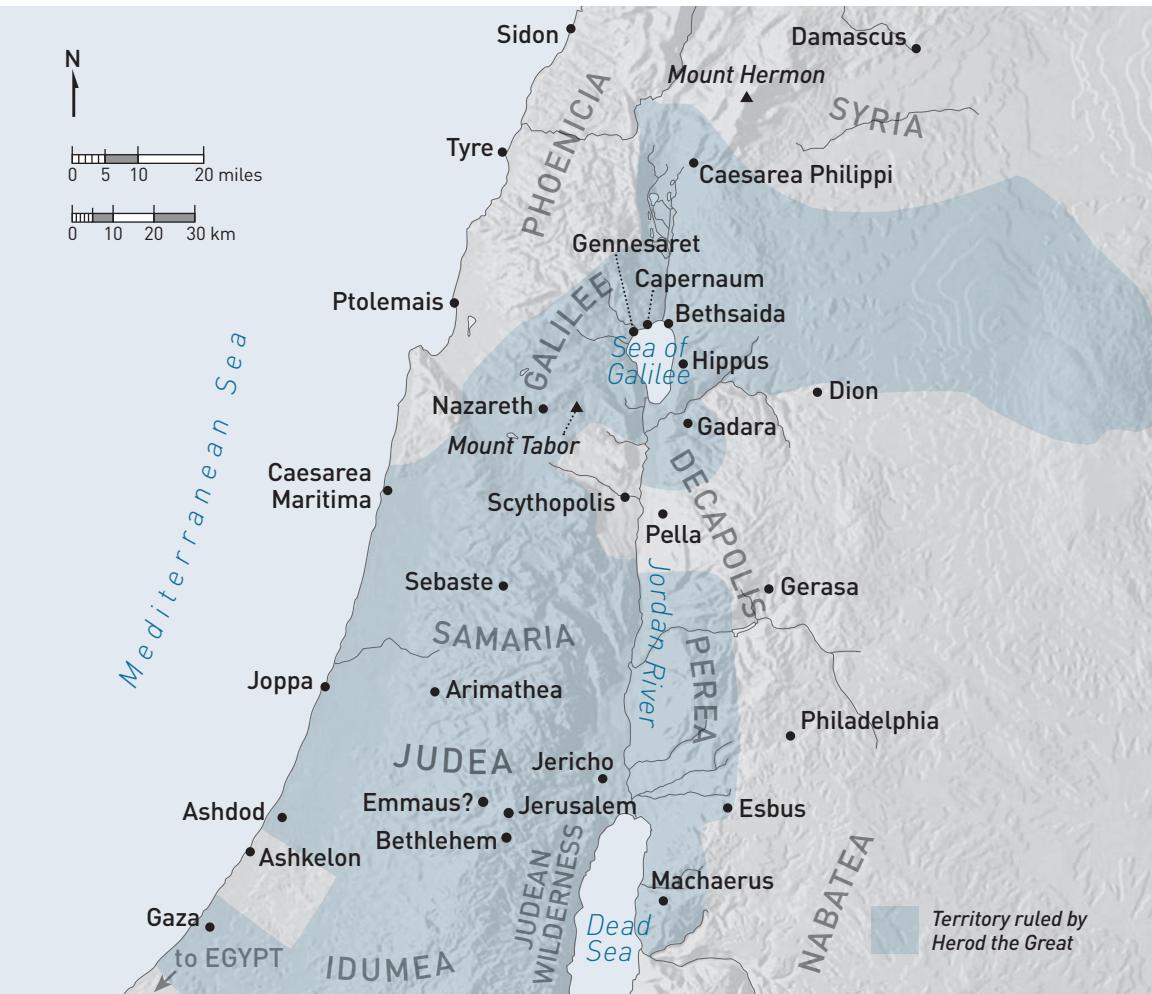 Sidon
Damascus
N
Mount Hermon
SYRIA
PHOENICIA
Tyre
0 5 10 20 miles
Caesarea Philippi
0 10 20 30 km
Gennesaret
Capernaum
Ptolemais
Bethsaida
GALILEE
Sea of
Galilee
Hippus
Mediterranean Sea
Dion
Nazareth
Gadara
Mount Tabor
DECAPOLIS
Caesarea
Maritima
Scythopolis
Pella
Jordan River
Sebaste
Gerasa
SAMARIA
PEREA
Joppa
Arimathea
Philadelphia
JUDEA
Jericho
Emmaus?
Jerusalem
Esbus
Ashdod
Bethlehem
Ashkelon
JUDEAN
WILDERNESS
Machaerus
NABATEA
Gaza
Dead
Sea
Territory ruled by
Herod the Great
to EGYPT
IDUMEA